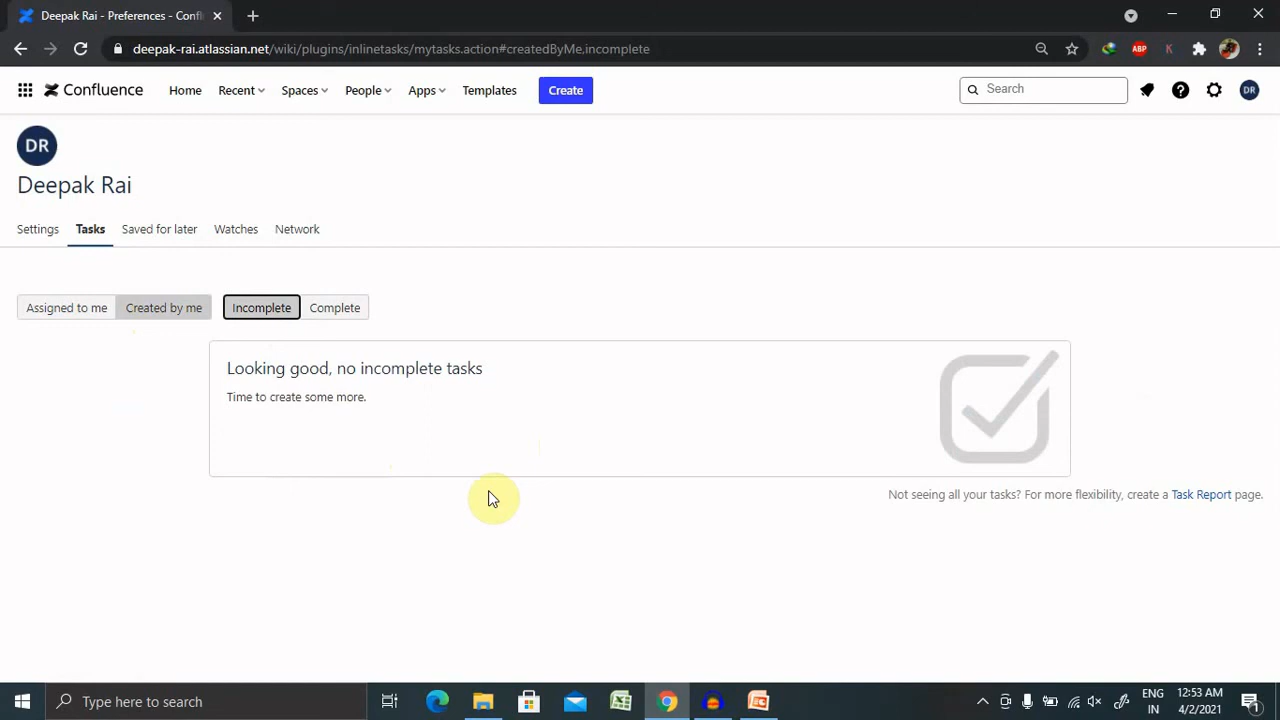 Deepak Rai - Preferences - Confl
deepak-rai.atlassian.net/wiki/plugins/inlinetasks/mytasks.action#createdByMe.incomplete
ABP
K
Confluence Home Recent Spaces People Apps Templates Create Search DR
DR
Deepak Rai
Settings Tasks Saved for later Watches Network
Assigned to me Created by me Incomplete Complete
Looking good, no incomplete tasks
Time to create some more.
Not seeing all your tasks? For more flexibility, create a Task Report page.
Type here to search
ENG
IN
12:53 AM
4/2/2021
1